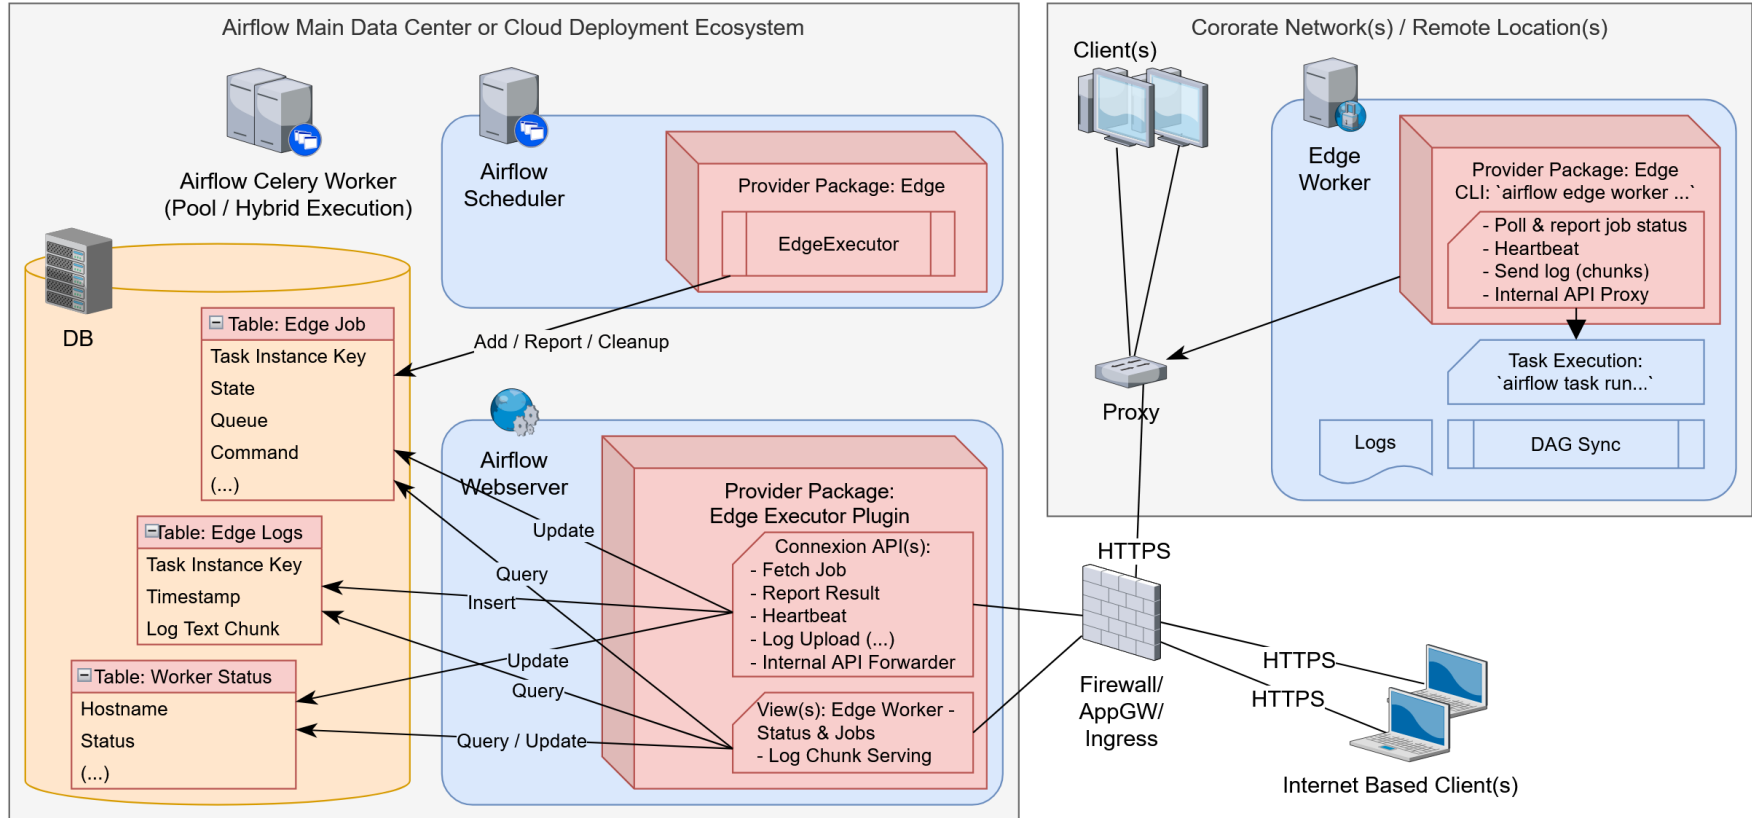 Airflow Main Data Center or Cloud Deployment Ecosystem
Airflow Celery Worker
(Pool / Hybrid Execution)
Airflow
Scheduler
Provider Package: Edge
EdgeExecutor
DB
Table: Edge Job
Task Instance Key
State
Queue
Command
(...)
Add / Report / Cleanup
Table: Edge Logs
Task Instance Key
Timestamp
Log Text Chunk
Table: Worker Status
Hostname
Status
(...)
Airflow
Webserver
Update
Query
Insert
Update
Query
Query / Update
Provider Package:
Edge Executor Plugin
Connexion API(s):
- Fetch Job
- Report Result
- Heartbeat
- Log Upload (...)
- Internal API Forwarder
View(s): Edge Worker -
Status & Jobs
- Log Chunk Serving
Cororate Network(s) / Remote Location(s)
Client(s)
Edge
Worker
Provider Package: Edge
CLI: `airflow edge worker ...`
- Poll & report job status
- Heartbeat
- Send log (chunks)
- Internal API Proxy
Task Execution:
`airflow task run...`
Logs
DAG Sync
Proxy
HTTPS
Firewall/
AppGW/
Ingress
HTTPS
HTTPS
Internet Based Client(s)